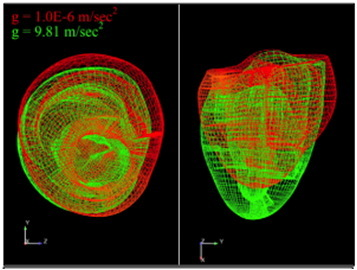 g = 1.0E-6 m/sec²
g = 9.81 m/sec²
Y
Z
Y
X